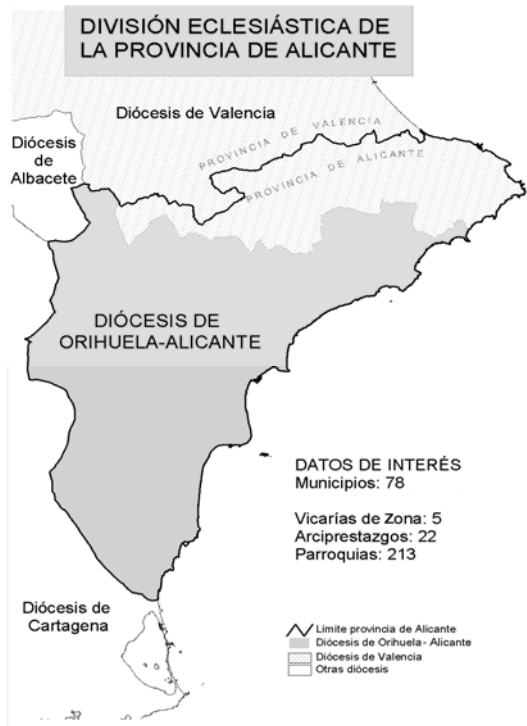 DIVISIÓN ECLESIÁSTICA DE
LA PROVINCIA DE ALICANTE
Diócesis de Valencia
Diócesis
de
Albacete
PROVINCIA DE VALENCIA
PROVINCIA DE ALICANTE
DIÓCESIS DE
ORIHUELA-ALICANTE
DATOS DE INTERÉS
Municipios: 78
Vicarías de Zona: 5
Arciprestazgos: 22
Parroquias: 213
Diócesis de
Cartagena
Límite provincia de Alicante
Diócesis de Orihuela - Alicante
Diócesis de Valencia
Otras diócesis